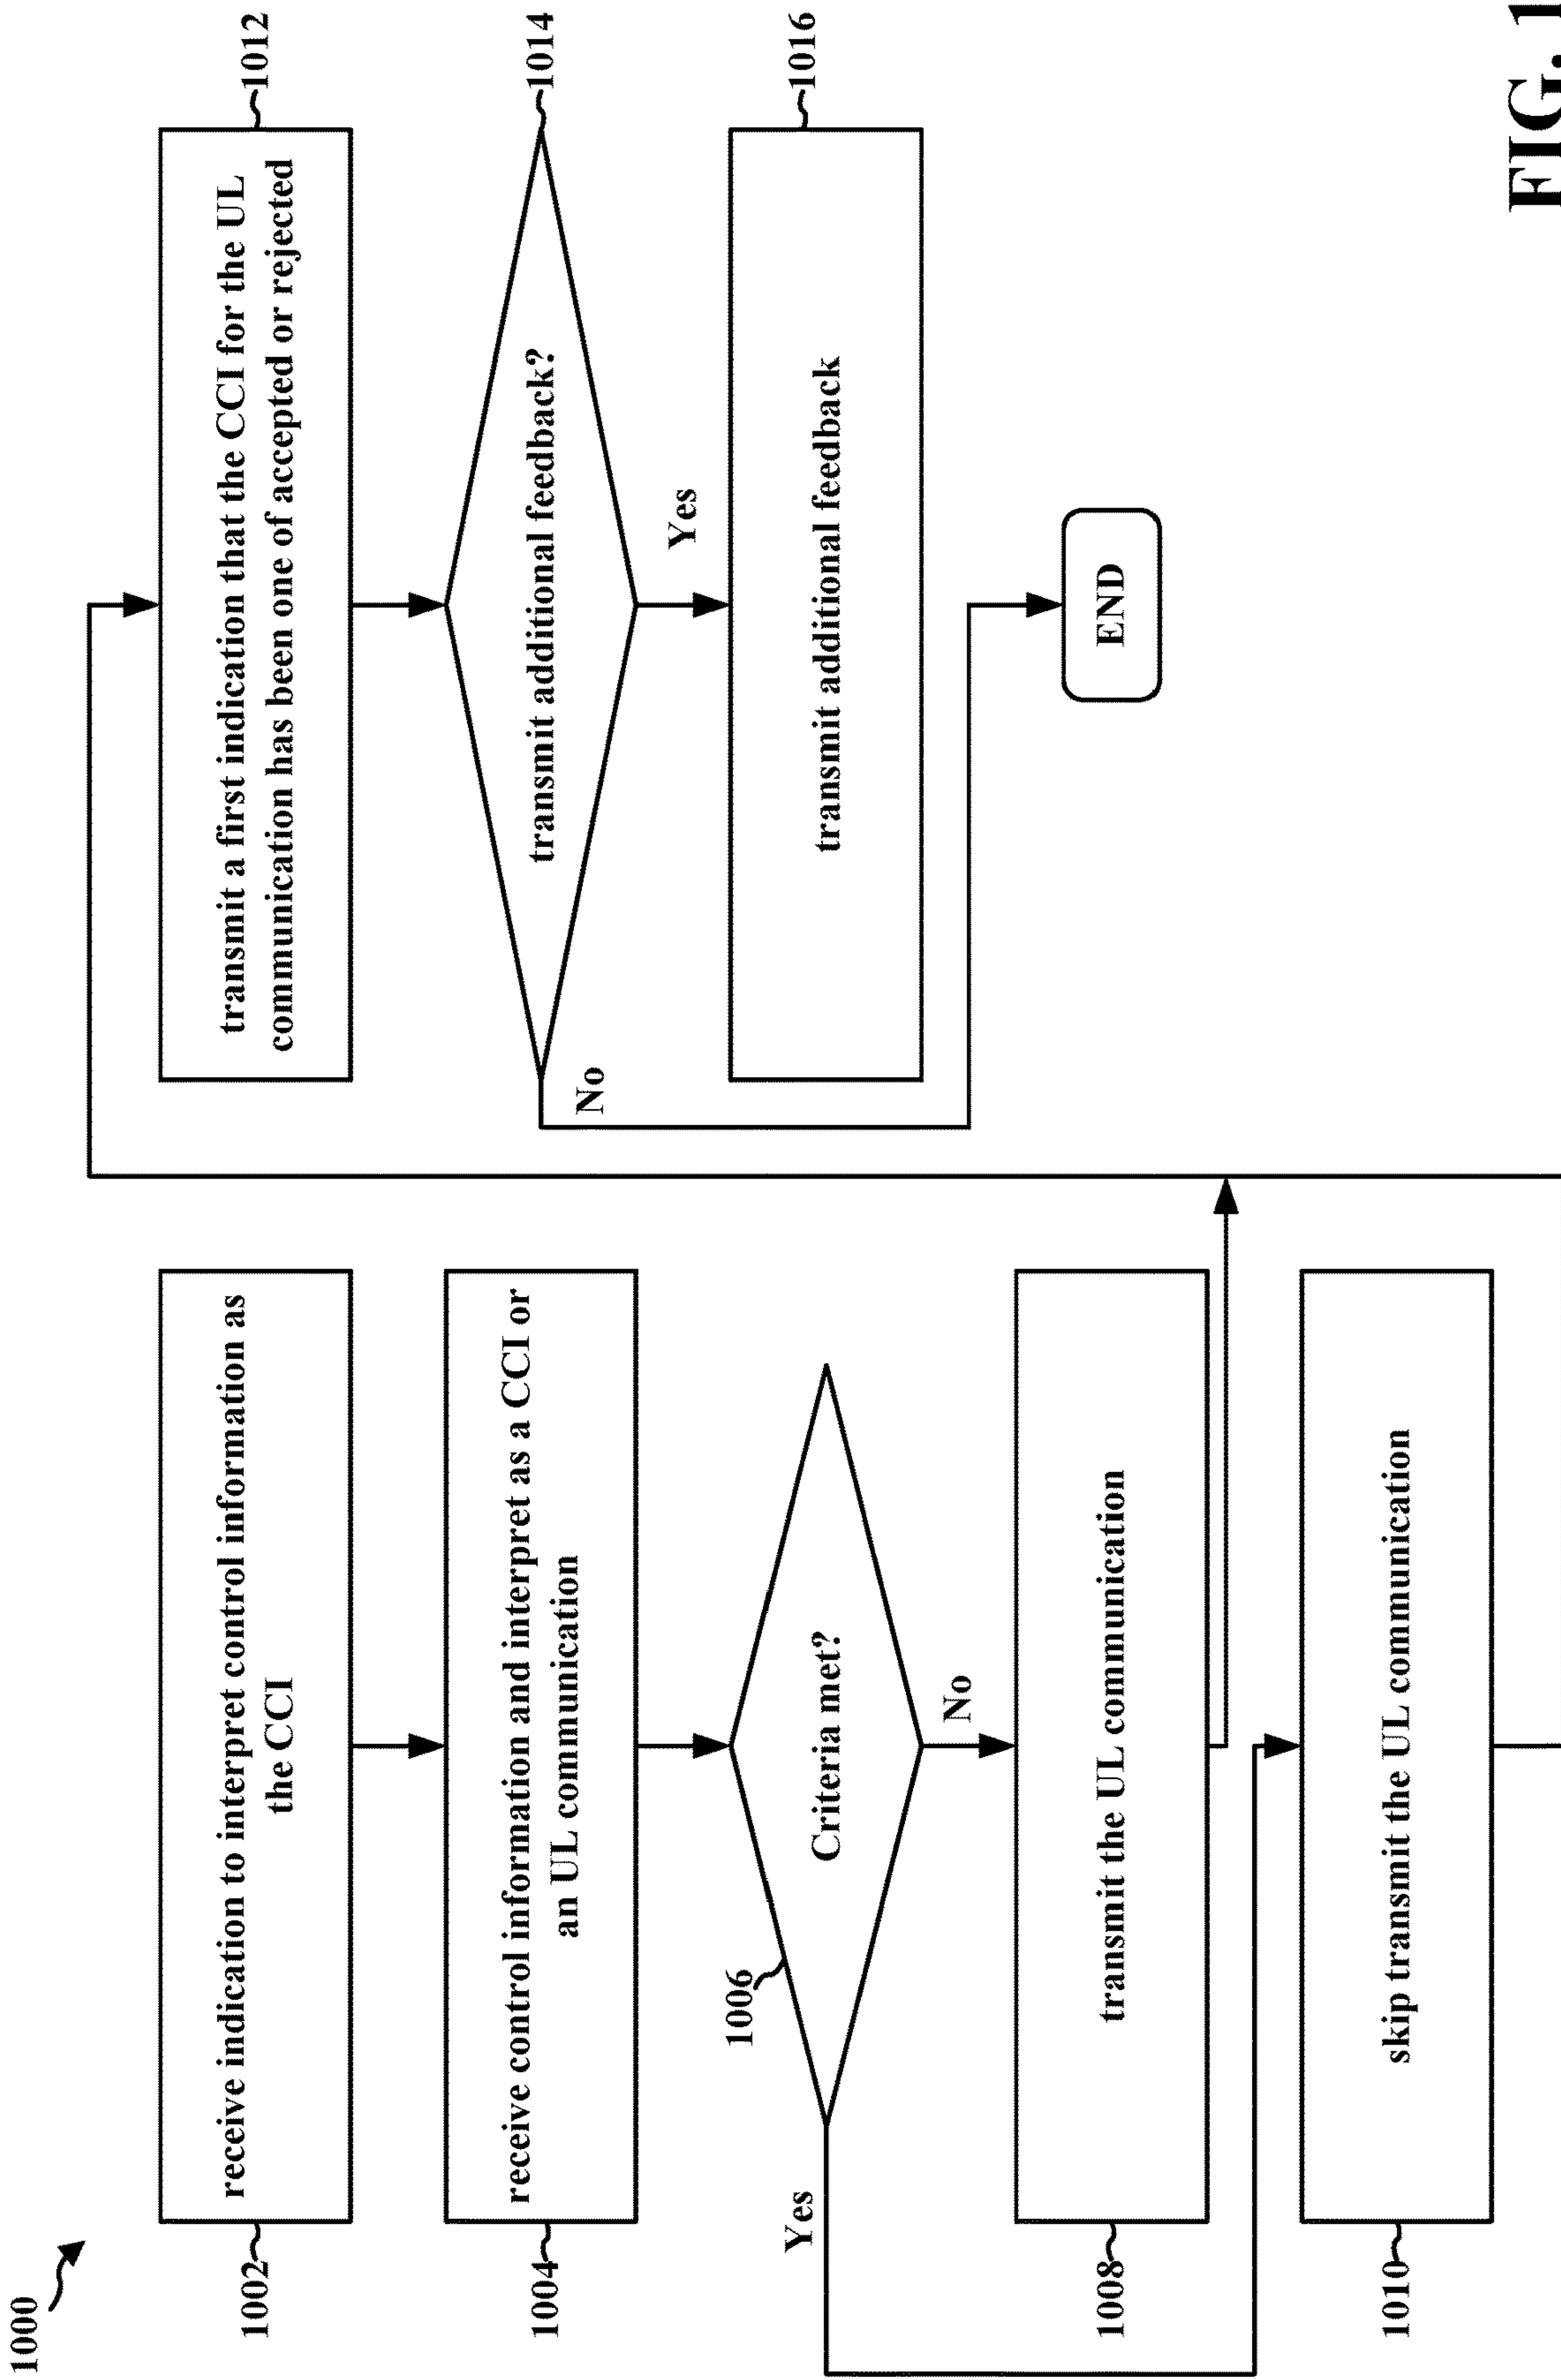 1000
1002
receive indication to interpret control information as
the CCI
1004
receive control information and interpret as a CCI or
an UL communication
1006
Criteria met?
Yes
No
1008
transmit the UL communication
1010
skip transmit the UL communication
1012
transmit a first indication that the CCI for the UL
communication has been one of accepted or rejected
1014
transmit additional feedback?
No
Yes
1016
transmit additional feedback
END
FIG. 1